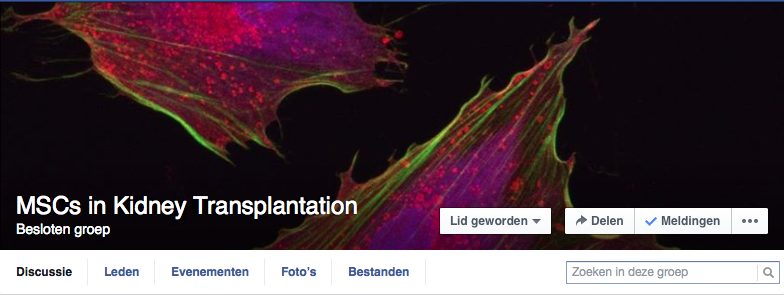 MSCs in Kidney Transplantation
Besloten groep
Lid geworden
Delen
Meldingen
Discussie
Leden
Evenementen
Foto's
Bestanden
Zoeken in deze groep